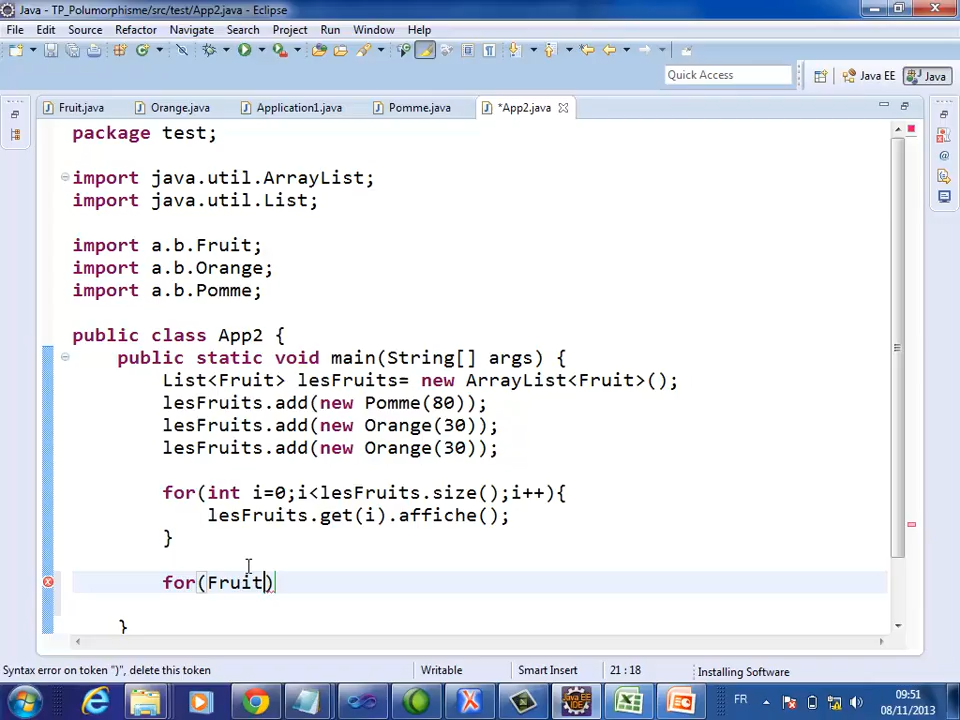 Java - TP_Polumorphisme/src/test/App2.java - Eclipse
File Edit Source Refactor Navigate Search Project Run Window Help
Quick Access Java EE Java
Fruit.java Orange.java Application1.java Pomme.java *App2.java
package test;
import java.util.ArrayList;
import java.util.List;
import a.b.Fruit;
import a.b.Orange;
import a.b.Pomme;
public class App2 {
public static void main(String[] args) {
List<Fruit> lesFruits= new ArrayList<Fruit>();
lesFruits.add(new Pomme(80));
lesFruits.add(new Orange(30));
lesFruits.add(new Orange(30));
for(int i=0;i<lesFruits.size();i++){
lesFruits.get(i).affiche();
}
for(Fruit)
}
Syntax error on token ")", delete this token Writable Smart Insert 21 : 18 Installing Software
FR 09:51
08/11/2013